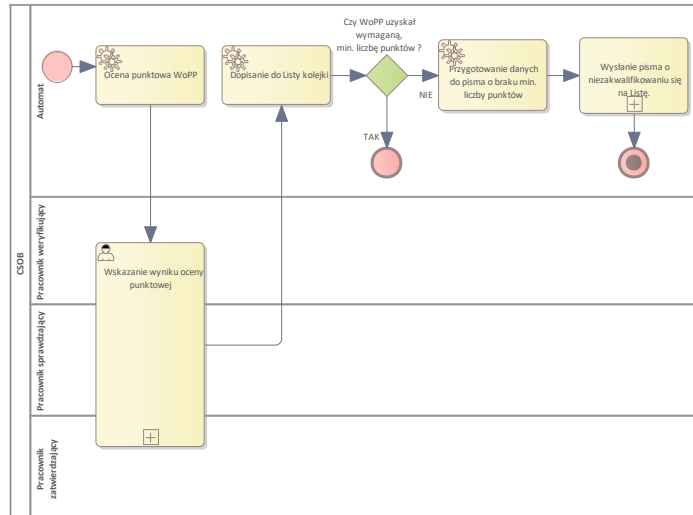 Czy WoPP uzyskał
wymaganą,
min. liczbę punktów ?
Ocena punktowa WoPP
Dopisanie do Listy kolejki
Przygotowanie danych
do pisma o braku min.
liczby punktów
Wysłanie pisma o
niezakwalifikowaniu się
na Listę.
NIE
TAK
Automat
CSOB
Pracownik weryfikujący
Wskazanie wyniku oceny
punktowej
Pracownik sprawdzający
Pracownik
zatwierdzający